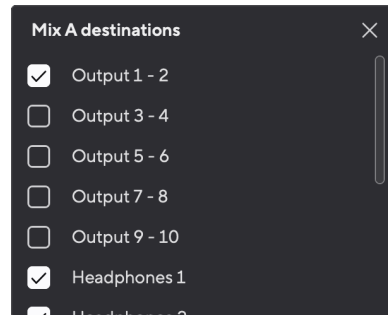 Mix A destinations
Output 1 - 2
Output 3 - 4
Output 5 - 6
Output 7 - 8
Output 9 - 10
Headphones 1